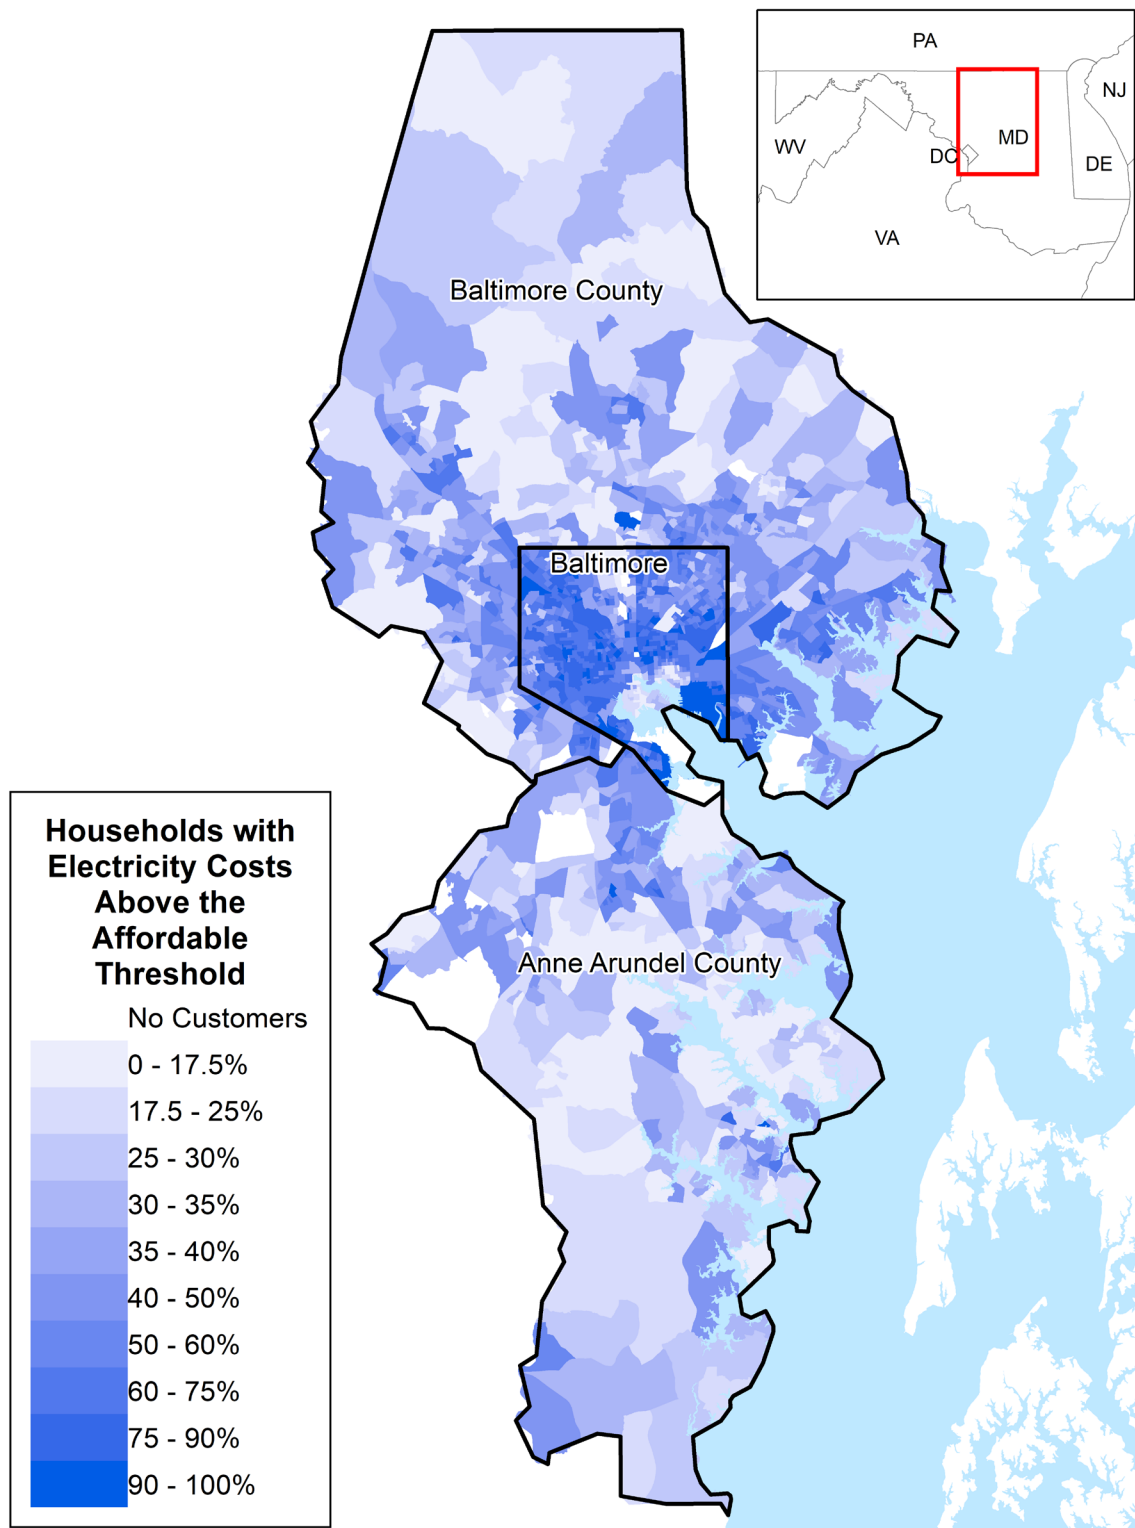 PA
NJ
WV
MD
DC
DE
VA
Baltimore County
Baltimore
Anne Arundel County
Households with
Electricity Costs
Above the
Affordable
Threshold
No Customers
0 - 17.5%
17.5 - 25%
25 - 30%
30 - 35%
35 - 40%
40 - 50%
50 - 60%
60 - 75%
75 - 90%
90 - 100%